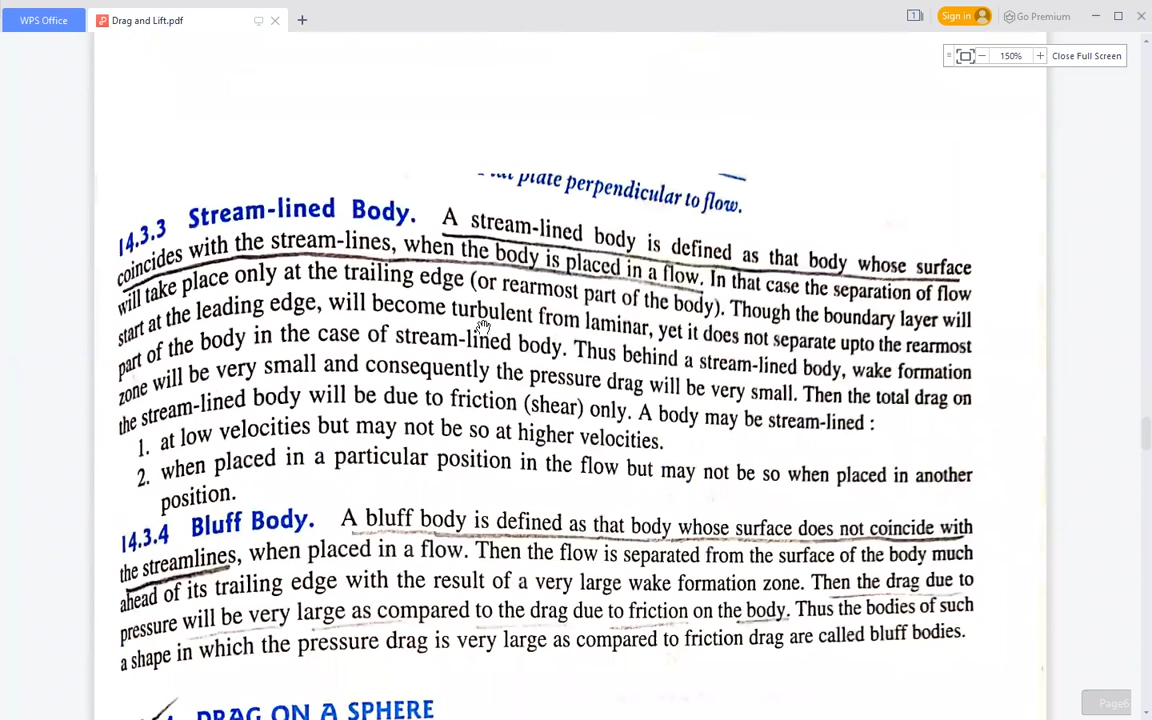 WPS Office
Drag and Lift.pdf
1
Sign in
Go Premium
150%
Close Full Screen
plate perpendicular to flow.
14.3.3 Stream-lined Body. A stream-lined body is defined as that body whose surface
coincides with the stream-lines, when the body is placed in a flow. In that case the separation of flow
will take place only at the trailing edge (or rearmost part of the body). Though the boundary layer will
start at the leading edge, will become turbulent from laminar, yet it does not separate upto the rearmost
part of the body in the case of stream-lined body. Thus behind a stream-lined body, wake formation
zone will be very small and consequently the pressure drag will be very small. Then the total drag on
the stream-lined body will be due to friction (shear) only. A body may be stream-lined :
1. at low velocities but may not be so at higher velocities.
2. when placed in a particular position in the flow but may not be so when placed in another
position.
14.3.4 Bluff Body. A bluff body is defined as that body whose surface does not coincide with
the streamlines, when placed in a flow. Then the flow is separated from the surface of the body much
ahead of its trailing edge with the result of a very large wake formation zone. Then the drag due to
pressure will be very large as compared to the drag due to friction on the body. Thus the bodies of such
a shape in which the pressure drag is very large as compared to friction drag are called bluff bodies.
DRAG ON A SPHERE
Page6